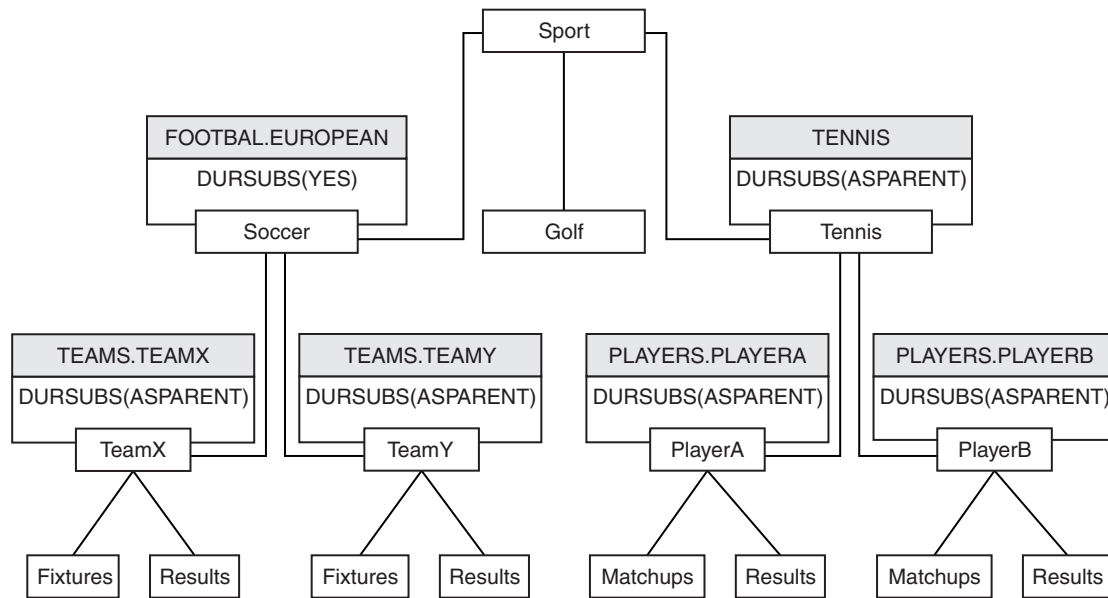 Sport
FOOTBAL.EUROPEAN
TENNIS
DURSUBS(YES)
DURSUBS(ASPARENT)
Soccer
Golf
Tennis
TEAMS.TEAMX
TEAMS.TEAMY
PLAYERS.PLAYERA
PLAYERS.PLAYERB
DURSUBS(ASPARENT)
DURSUBS(ASPARENT)
DURSUBS(ASPARENT)
DURSUBS(ASPARENT)
TeamX
TeamY
PlayerA
PlayerB
Fixtures
Results
Fixtures
Results
Matchups
Results
Matchups
Results